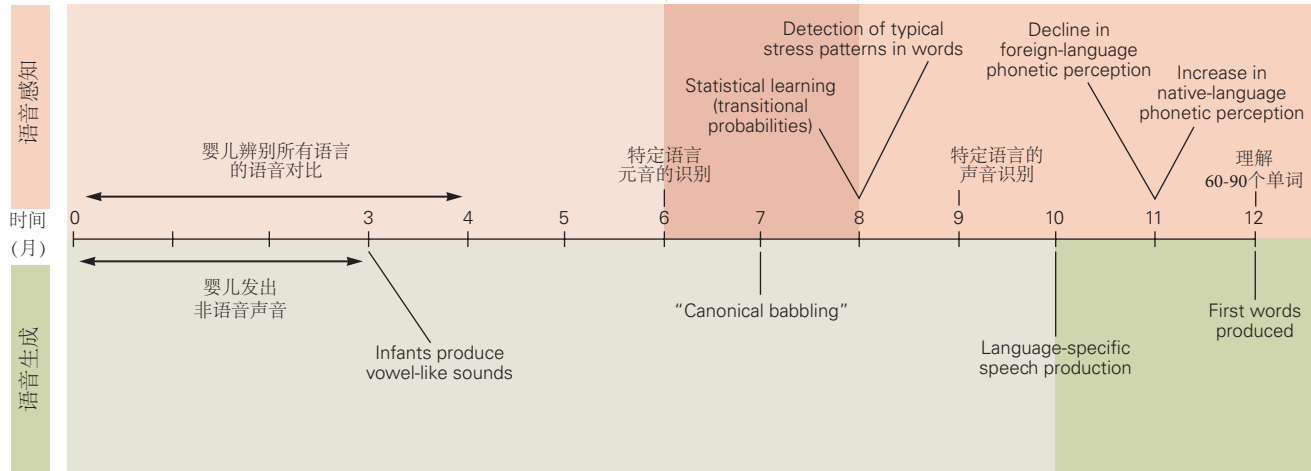 语音感知
婴儿辨别所有语言
的语音对比
特定语言
元音的识别
Statistical learning
(transitional
probabilities)
Detection of typical
stress patterns in words
特定语言的
声音识别
Decline in
foreign-language
phonetic perception
Increase in
native-language
phonetic perception
理解
60-90个单词
时间
(月)
0 3 4 5 6 7 8 9 10 11 12
语音生成
婴儿发出
非语音声音
Infants produce
vowel-like sounds
“Canonical babbling”
Language-specific
speech production
First words
produced